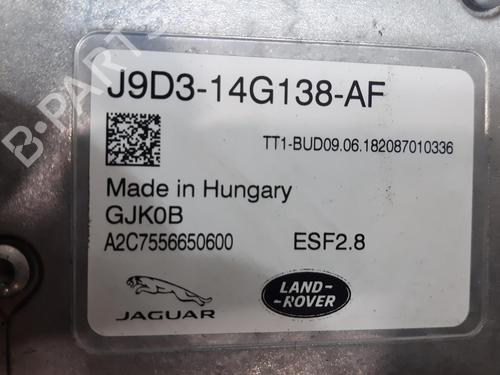 J9D3-14G138-AF
TT1-BUD09.06.182087010336
Made in Hungary
GJK0B
A2C7556650600 ESF2.8
JAGUAR
LAND-
-ROVER
B-PARTS